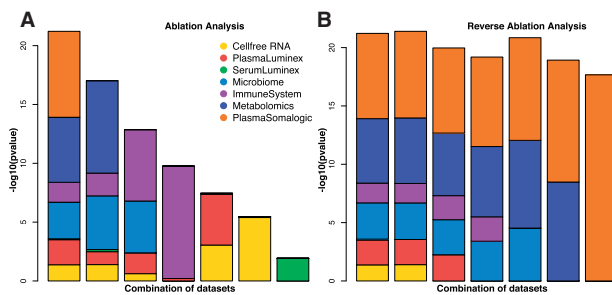 A
Ablation Analysis
-log10(pvalue)
0
5
10
15
20
Cellfree RNA
PlasmaLuminex
SerumLuminex
Microbiome
ImmuneSystem
Metabolomics
PlasmaSomalogic
Combination of datasets
B
Reverse Ablation Analysis
-log10(pvalue)
0
5
10
15
20
Combination of datasets